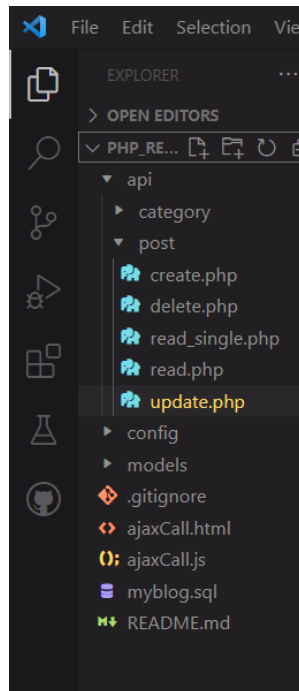 File Edit Selection Vie
EXPLORER ...
OPEN EDITORS
PHP_RE...
api
category
post
create.php
delete.php
read_single.php
read.php
update.php
config
models
.gitignore
ajaxCall.html
ajaxCall.js
myblog.sql
README.md